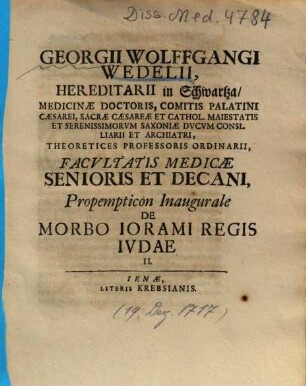 Diss. Med. 4784
GEORGII WOLFFGANGI
WEDELII,
HEREDITARII in Schwartza/
MEDICINÆ DOCTORIS, COMITIS PALATINI
CÆSAREI, SACRÆ CÆSAREÆ ET CATHOL. MAIESTATIS
ET SERENISSIMORVM SAXONIÆ DVCVM CONSI-
LIARII ET ARCHIATRI,
THEORETICES PROFESSORIS ORDINARII,
FACVLTATIS MEDICÆ
SENIORIS ET DECANI,
Propempticon Inaugurale
DE
MORBO IORAMI REGIS
IVDAE
II.
IENÆ,
LITERIS KREBSIANIS.
(19. Dez. 1717)